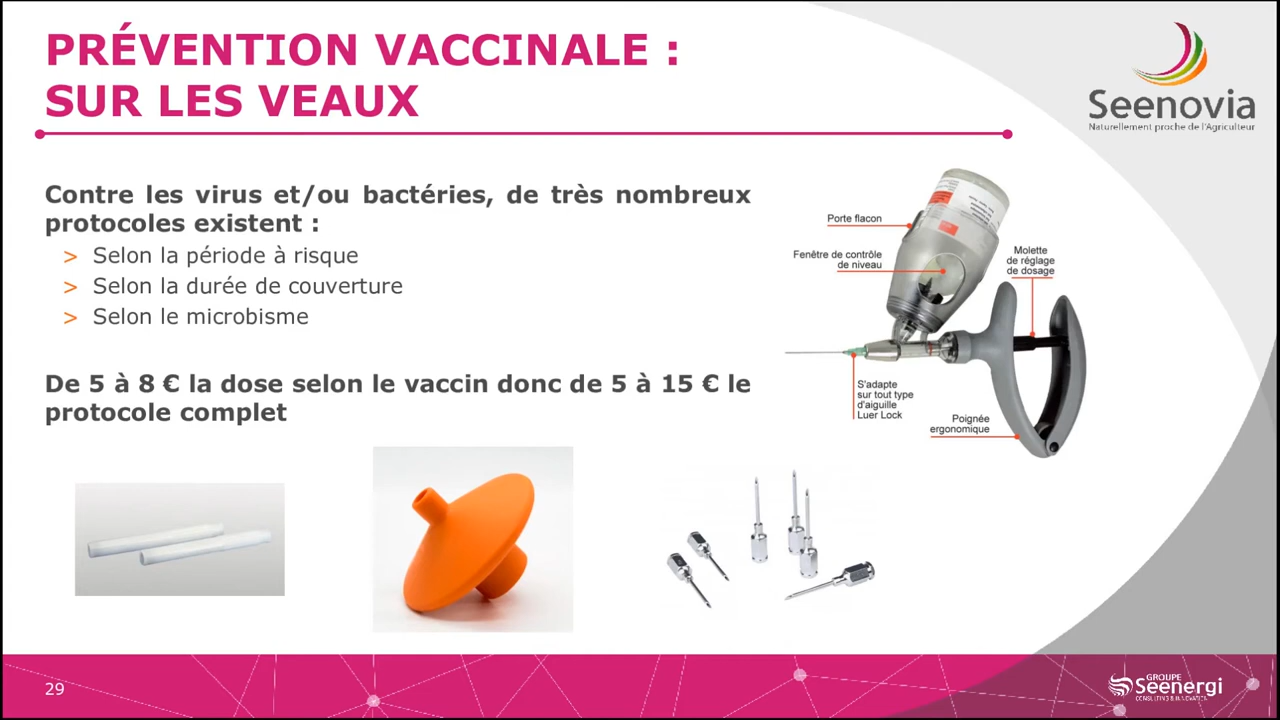 PRÉVENTION VACCINALE :
SUR LES VEAUX
Seenovia
Naturellement proche de l'Agriculteur
Contre les virus et/ou bactéries, de très nombreux
protocoles existent :
> Selon la période à risque
> Selon la durée de couverture
> Selon le microbisme
De 5 à 8 € la dose selon le vaccin donc de 5 à 15 € le
protocole complet
Porte flacon
Fenêtre de contrôle
de niveau
Molette
de réglage
de dosage
S'adapte
sur tout type
d'aiguille
Luer Lock
Poignée
ergonomique
29
GROUPE
Seenergi
CONSULTING & INNOVATION